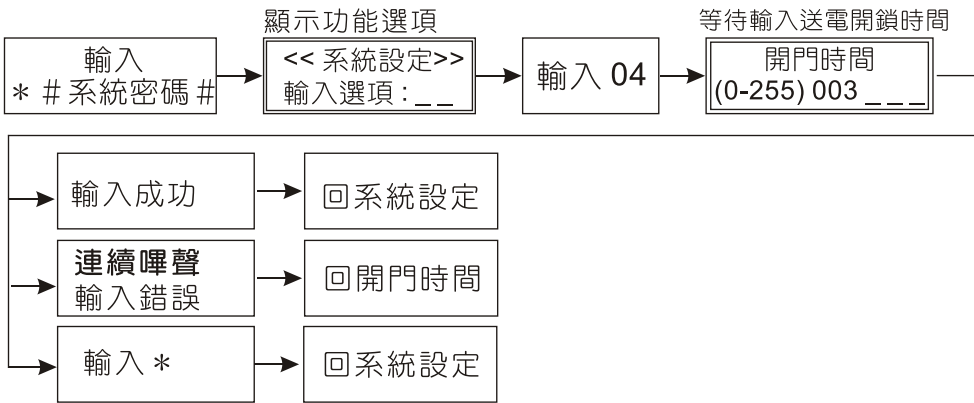 顯示功能選項
等待輸入送電開鎖時間
輸入
＊＃系統密碼＃
<< 系統設定>>
輸入選項：_ _
輸入 04
開門時間
(0-255) 003 _ _ _
輸入成功
回系統設定
連續嗶聲
輸入錯誤
回開門時間
輸入＊
回系統設定